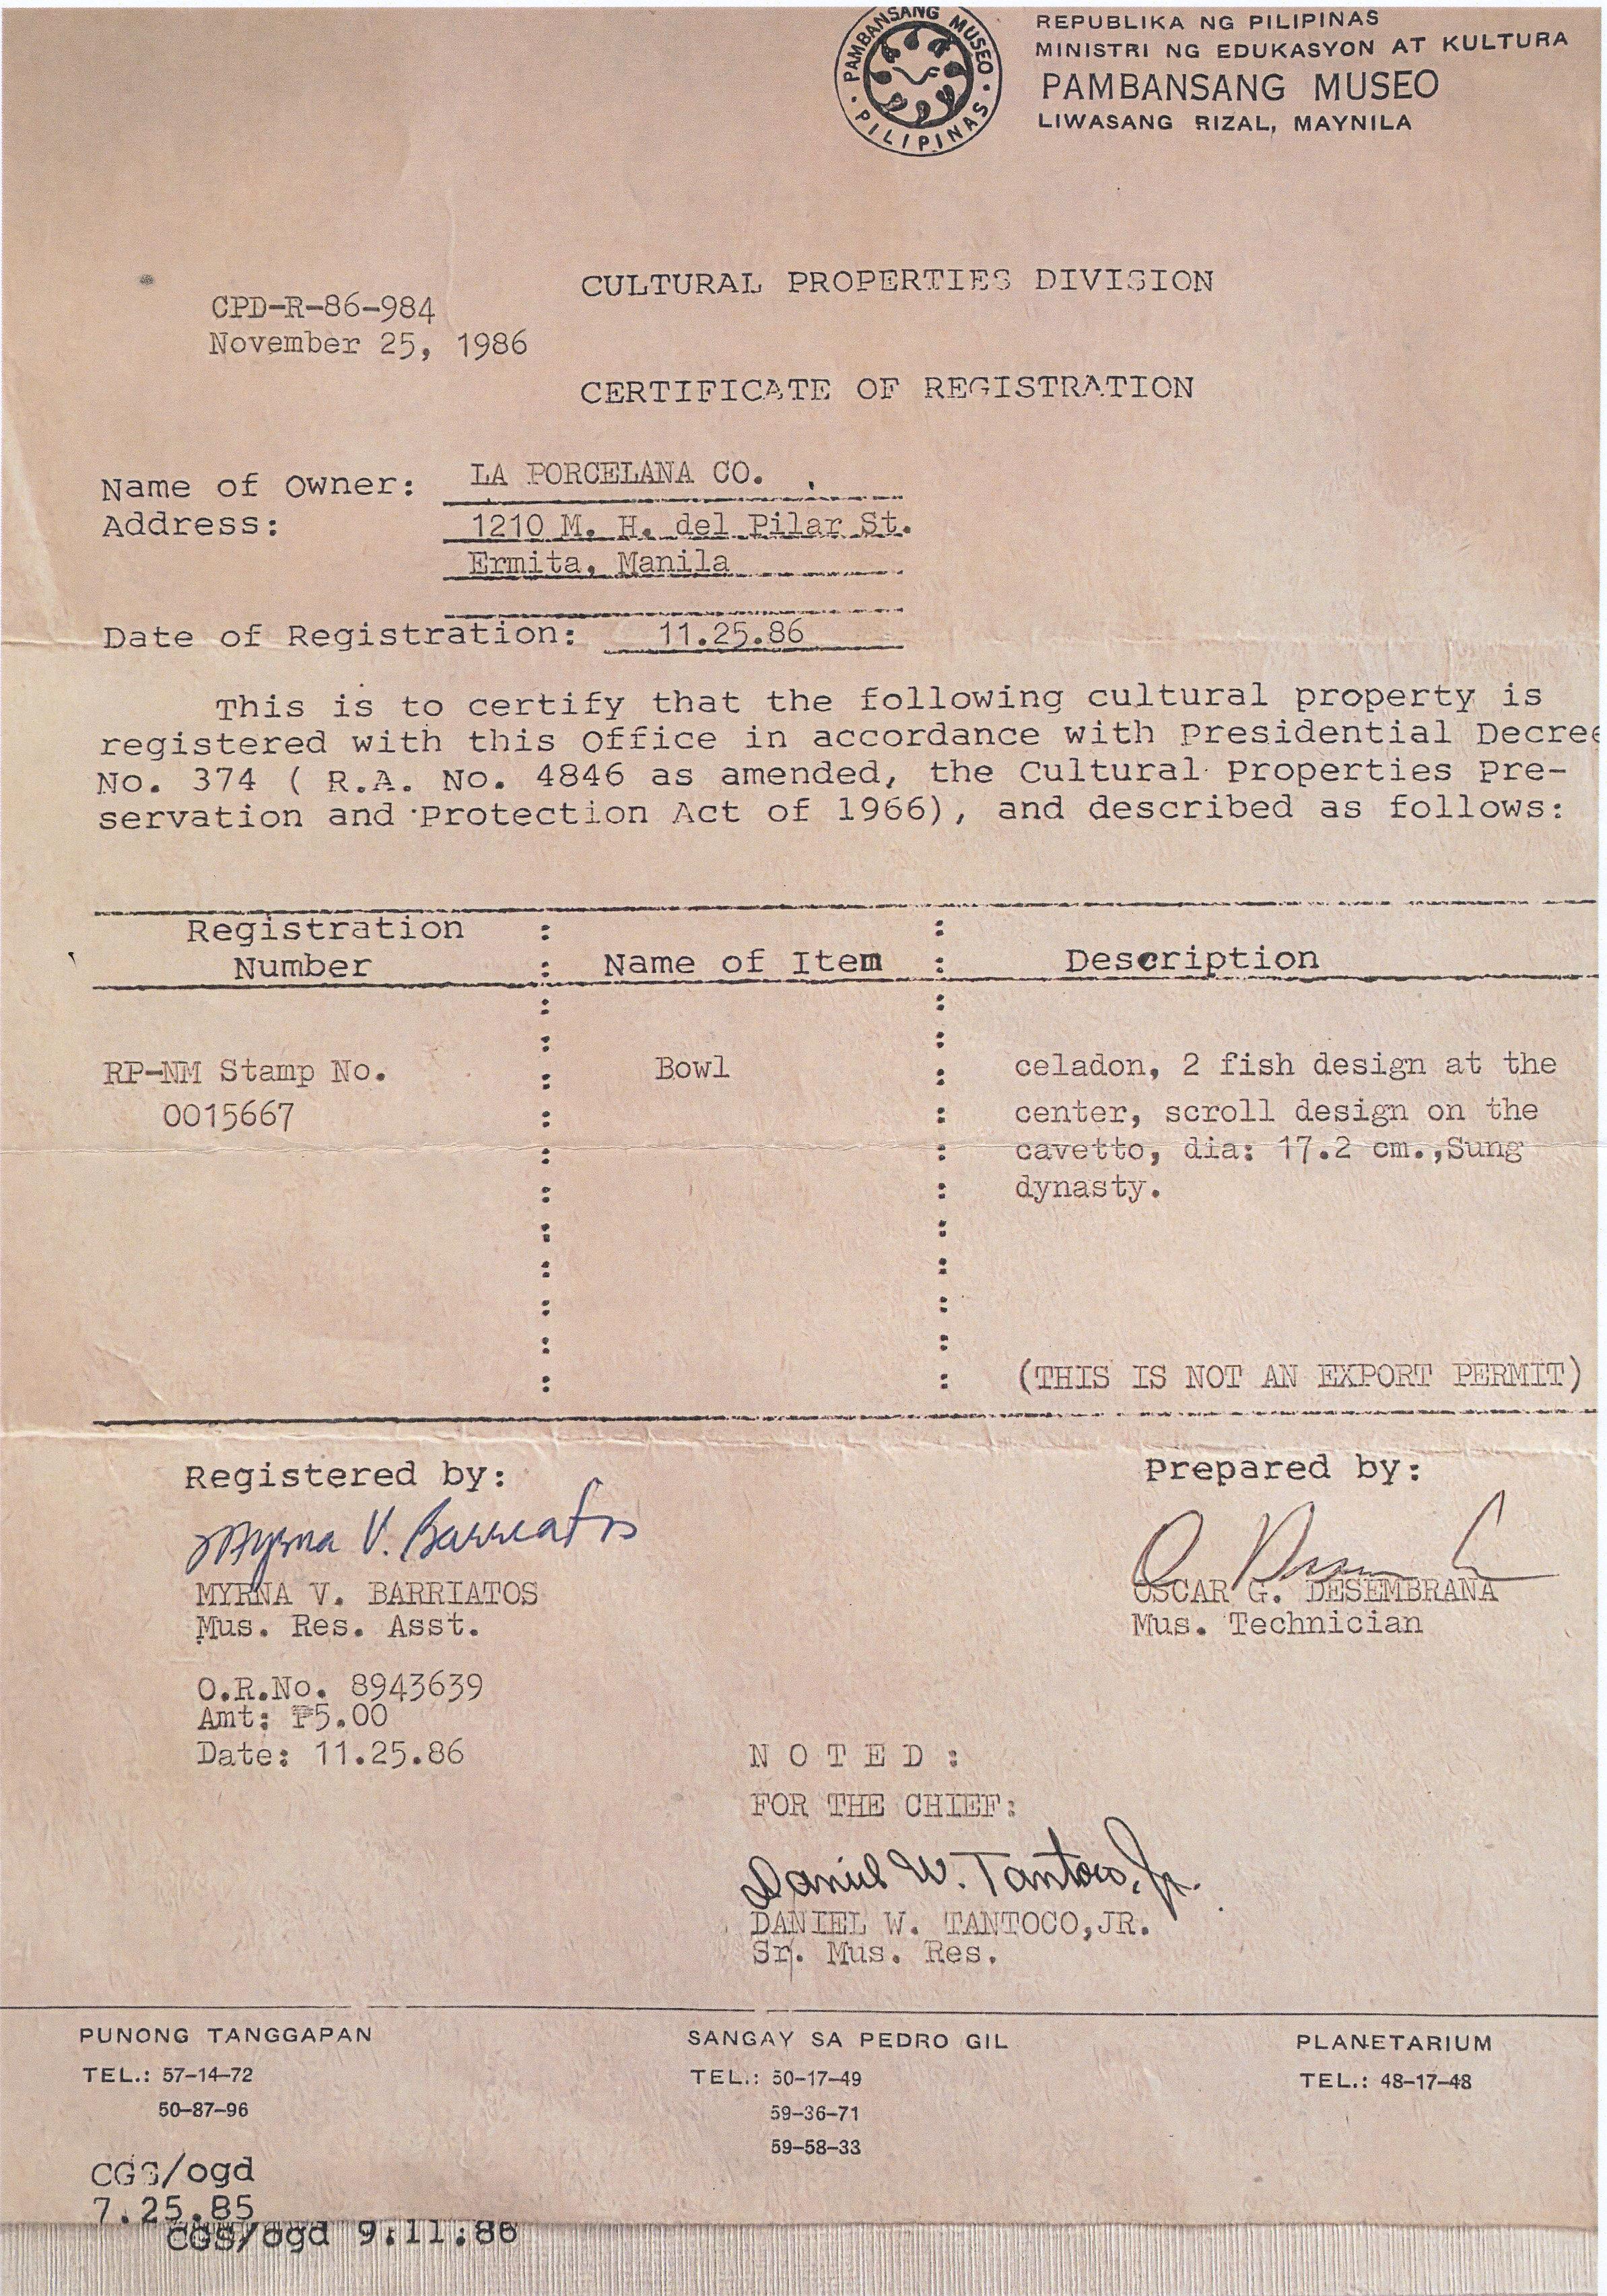 PAMBANSANG MUSEO
PILIPINAS
REPUBLIKA NG PILIPINAS
MINISTRI NG EDUKASYON AT KULTURA
PAMBANSANG MUSEO
LIWASANG RIZAL, MAYNILA
CULTURAL PROPERTIES DIVISION
CPD-R-86-984
November 25, 1986
CERTIFICATE OF REGISTRATION
Name of Owner: LA PORCELANA CO.
Address: 1210 M. H. del Pilar St.
Ermita, Manila
Date of Registration: 11.25.86
This is to certify that the following cultural property is
registered with this Office in accordance with Presidential Decree
No. 374 ( R.A. No. 4846 as amended, the Cultural Properties Pre-
servation and Protection Act of 1966), and described as follows:
Registration Number : Name of Item : Description
RP-NM Stamp No. Bowl celadon, 2 fish design at the
0015667 center, scroll design on the
cavetto, dia: 17.2 cm.,Sung
dynasty.
(THIS IS NOT AN EXPORT PERMIT)
Registered by: Prepared by:
Myrna V. Barriatos
MYRNA V. BARRIATOS OSCAR G. DESEMBRANA
Mus. Res. Asst. Mus. Technician
O.R.No. 8943639
Amt: ₱5.00
Date: 11.25.86
N O T E D :
FOR THE CHIEF:
Daniel W. Tantoco, Jr.
DANIEL W. TANTOCO,JR.
Sr. Mus. Res.
PUNONG TANGGAPAN SANGAY SA PEDRO GIL PLANETARIUM
TEL.: 57-14-72 TEL.: 50-17-49 TEL.: 48-17-48
50-87-96 59-36-71
59-58-33
CGS/ogd
7.25.85
CGS/ogd 9.11.86